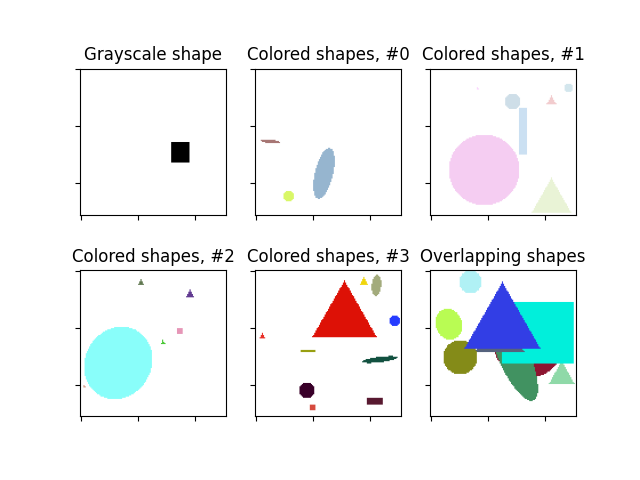 Grayscale shape
Colored shapes, #0
Colored shapes, #1
Colored shapes, #2
Colored shapes, #3
Overlapping shapes